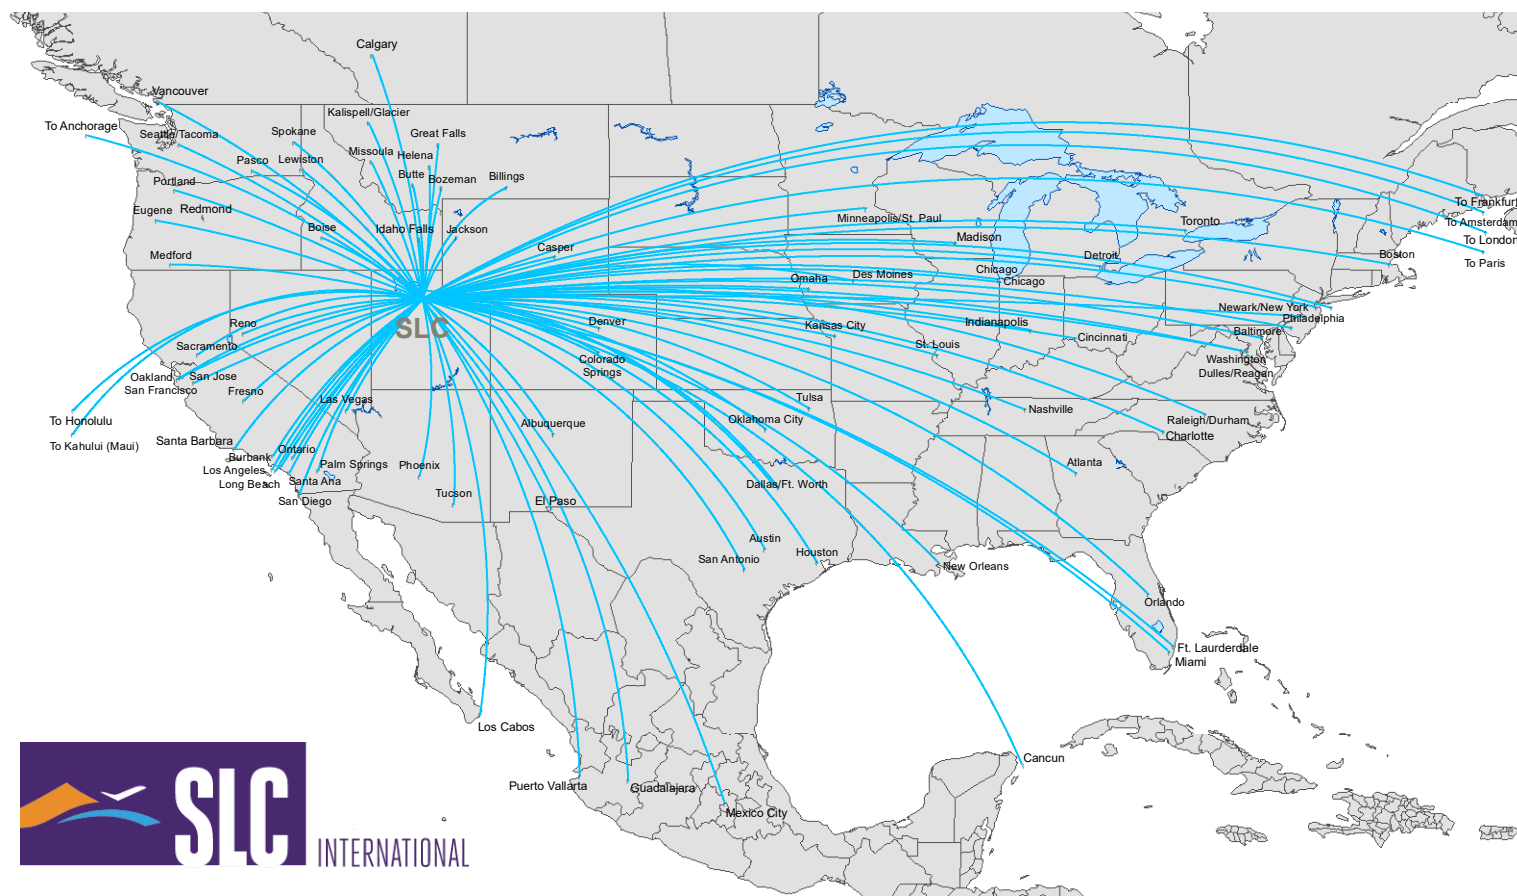 Calgary
Vancouver
Kalispell/Glacier
To Anchorage
Seattle/Tacoma
Spokane
Great Falls
Pasco
Lewiston
Missoula
Helena
Portland
Butte
Bozeman
Billings
Eugene
Redmond
Boise
Idaho Falls
Jackson
Minneapolis/St. Paul
Toronto
To Frankfurt
To Amsterdam
To London
To Paris
Medford
Casper
Madison
Detroit
Boston
Omaha
Des Moines
Chicago
Chicago
Reno
SLC
Denver
Kansas City
Indianapolis
Newark/New York
Philadelphia
Baltimore
Cincinnati
Sacramento
St. Louis
Washington
Dulles/Reagan
Colorado
Springs
Oakland
San Jose
San Francisco
Fresno
Las Vegas
Tulsa
Nashville
To Honolulu
Albuquerque
Oklahoma City
Raleigh/Durham
Charlotte
To Kahului (Maui)
Santa Barbara
Ontario
Burbank
Los Angeles
Palm Springs
Phoenix
Atlanta
Long Beach
Santa Ana
Dallas/Ft. Worth
San Diego
Tucson
El Paso
Austin
San Antonio
Houston
New Orleans
Orlando
Ft. Lauderdale
Miami
Los Cabos
Cancun
Puerto Vallarta
Guadalajara
Mexico City
SLC
INTERNATIONAL